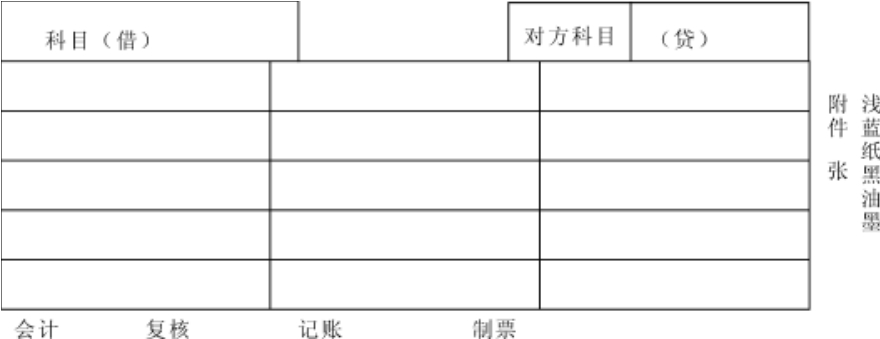 科目（借）
对方科目 （贷）
附件 张
浅蓝纸黑油墨
会计 复核 记账 制票